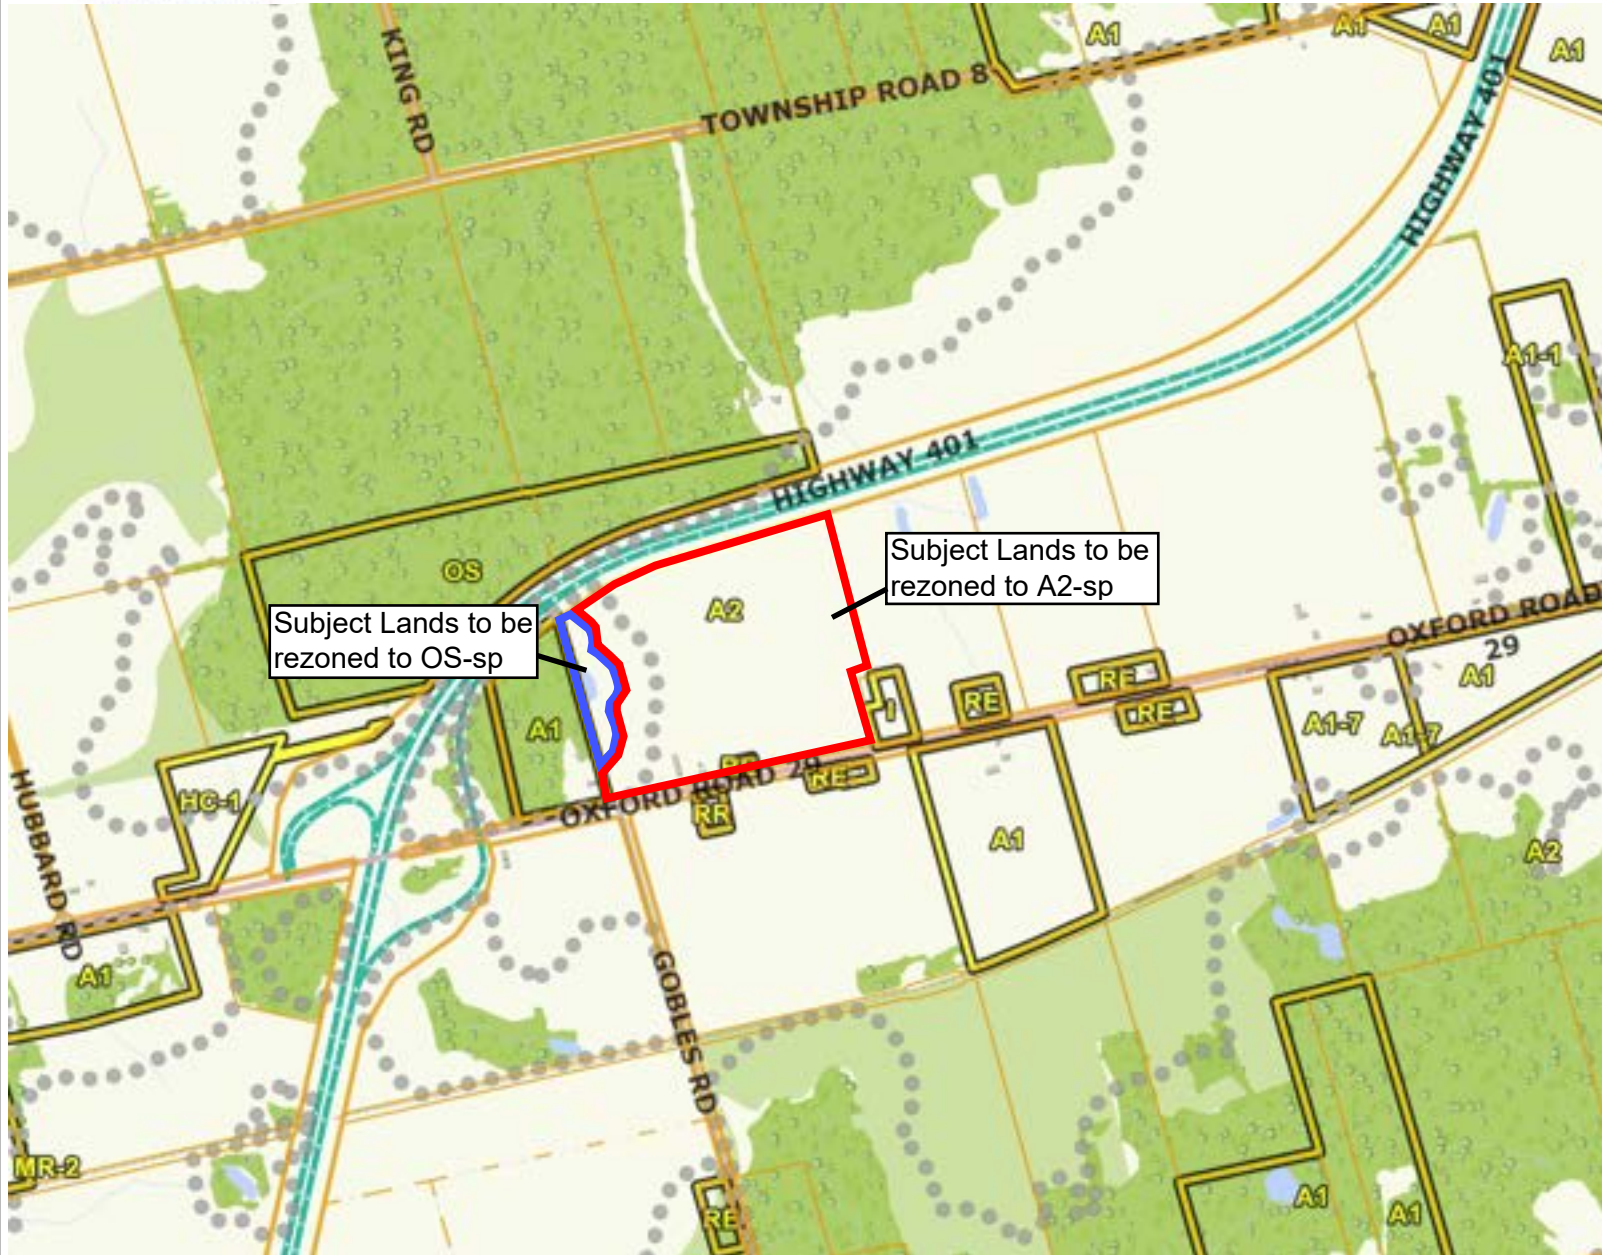 A1
A1
A1
A1
KING RD
TOWNSHIP ROAD 8
HIGHWAY 401
HIGHWAY 401
A1-1
OS
Subject Lands to be
rezoned to A2-sp
A2
Subject Lands to be
rezoned to OS-sp
OXFORD ROAD
29
A1
RE
RE
RE
I
A1-7
A1-7
A1
HC-1
HUBBARD RD
OXFORD ROAD 29
RR
RE
RR
A1
A2
GOBLES RD
A1
MR-2
RE
A1
A1